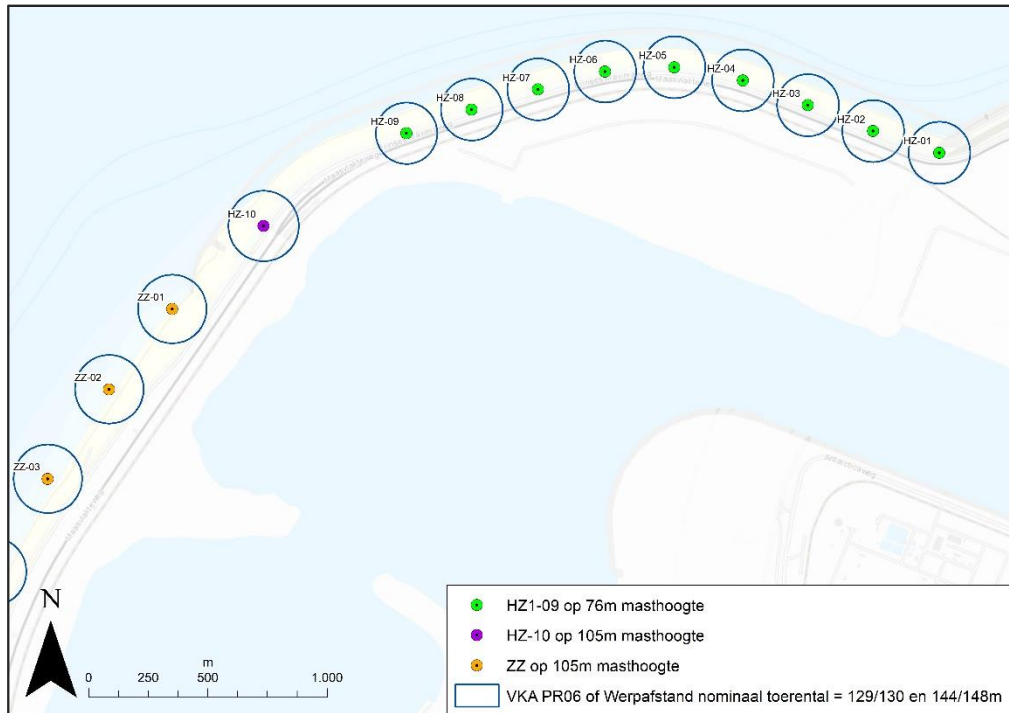 HZ-05
HZ-06
HZ-04
HZ-07
HZ-03
HZ-08
HZ-02
HZ-09
HZ-01
HZ-10
ZZ-01
ZZ-02
ZZ-03
Maasvlakteweg
N
m
0 250 500 1.000
HZ1-09 op 76m masthoogte
HZ-10 op 105m masthoogte
ZZ op 105m masthoogte
VKA PR06 of Werpafstand nominaal toerental = 129/130 en 144/148m